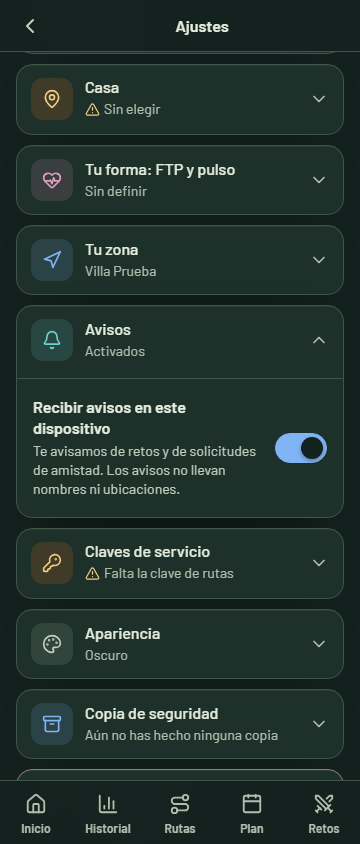 Ajustes
Casa
Sin elegir
Tu forma: FTP y pulso
Sin definir
Tu zona
Villa Prueba
Avisos
Activados
Recibir avisos en este
dispositivo
Te avisamos de retos y de solicitudes
de amistad. Los avisos no llevan
nombres ni ubicaciones.
Claves de servicio
Falta la clave de rutas
Apariencia
Oscuro
Copia de seguridad
Aún no has hecho ninguna copia
Inicio
Historial
Rutas
Plan
Retos